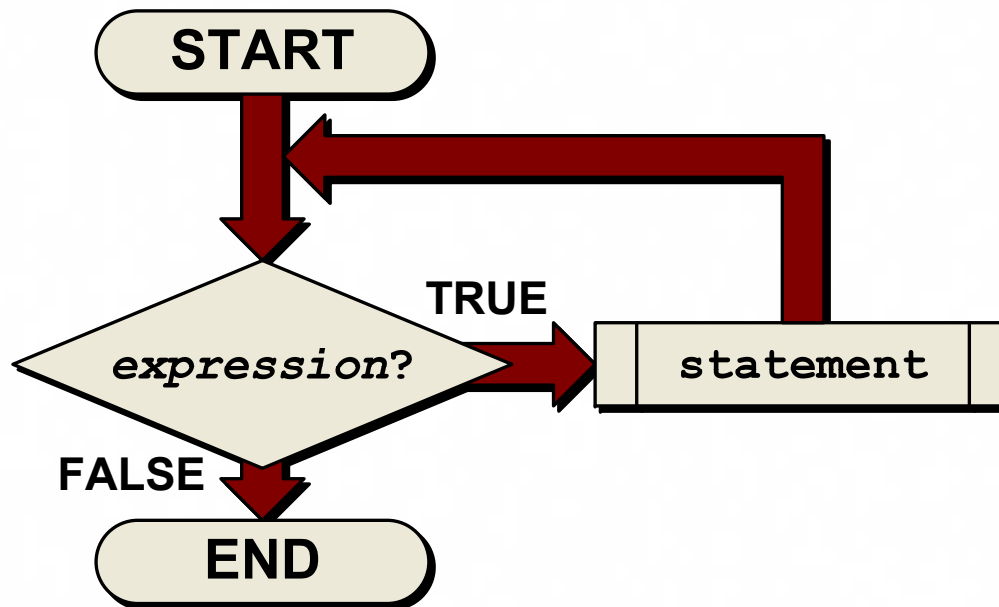 START
TRUE
expression?
statement
FALSE
END